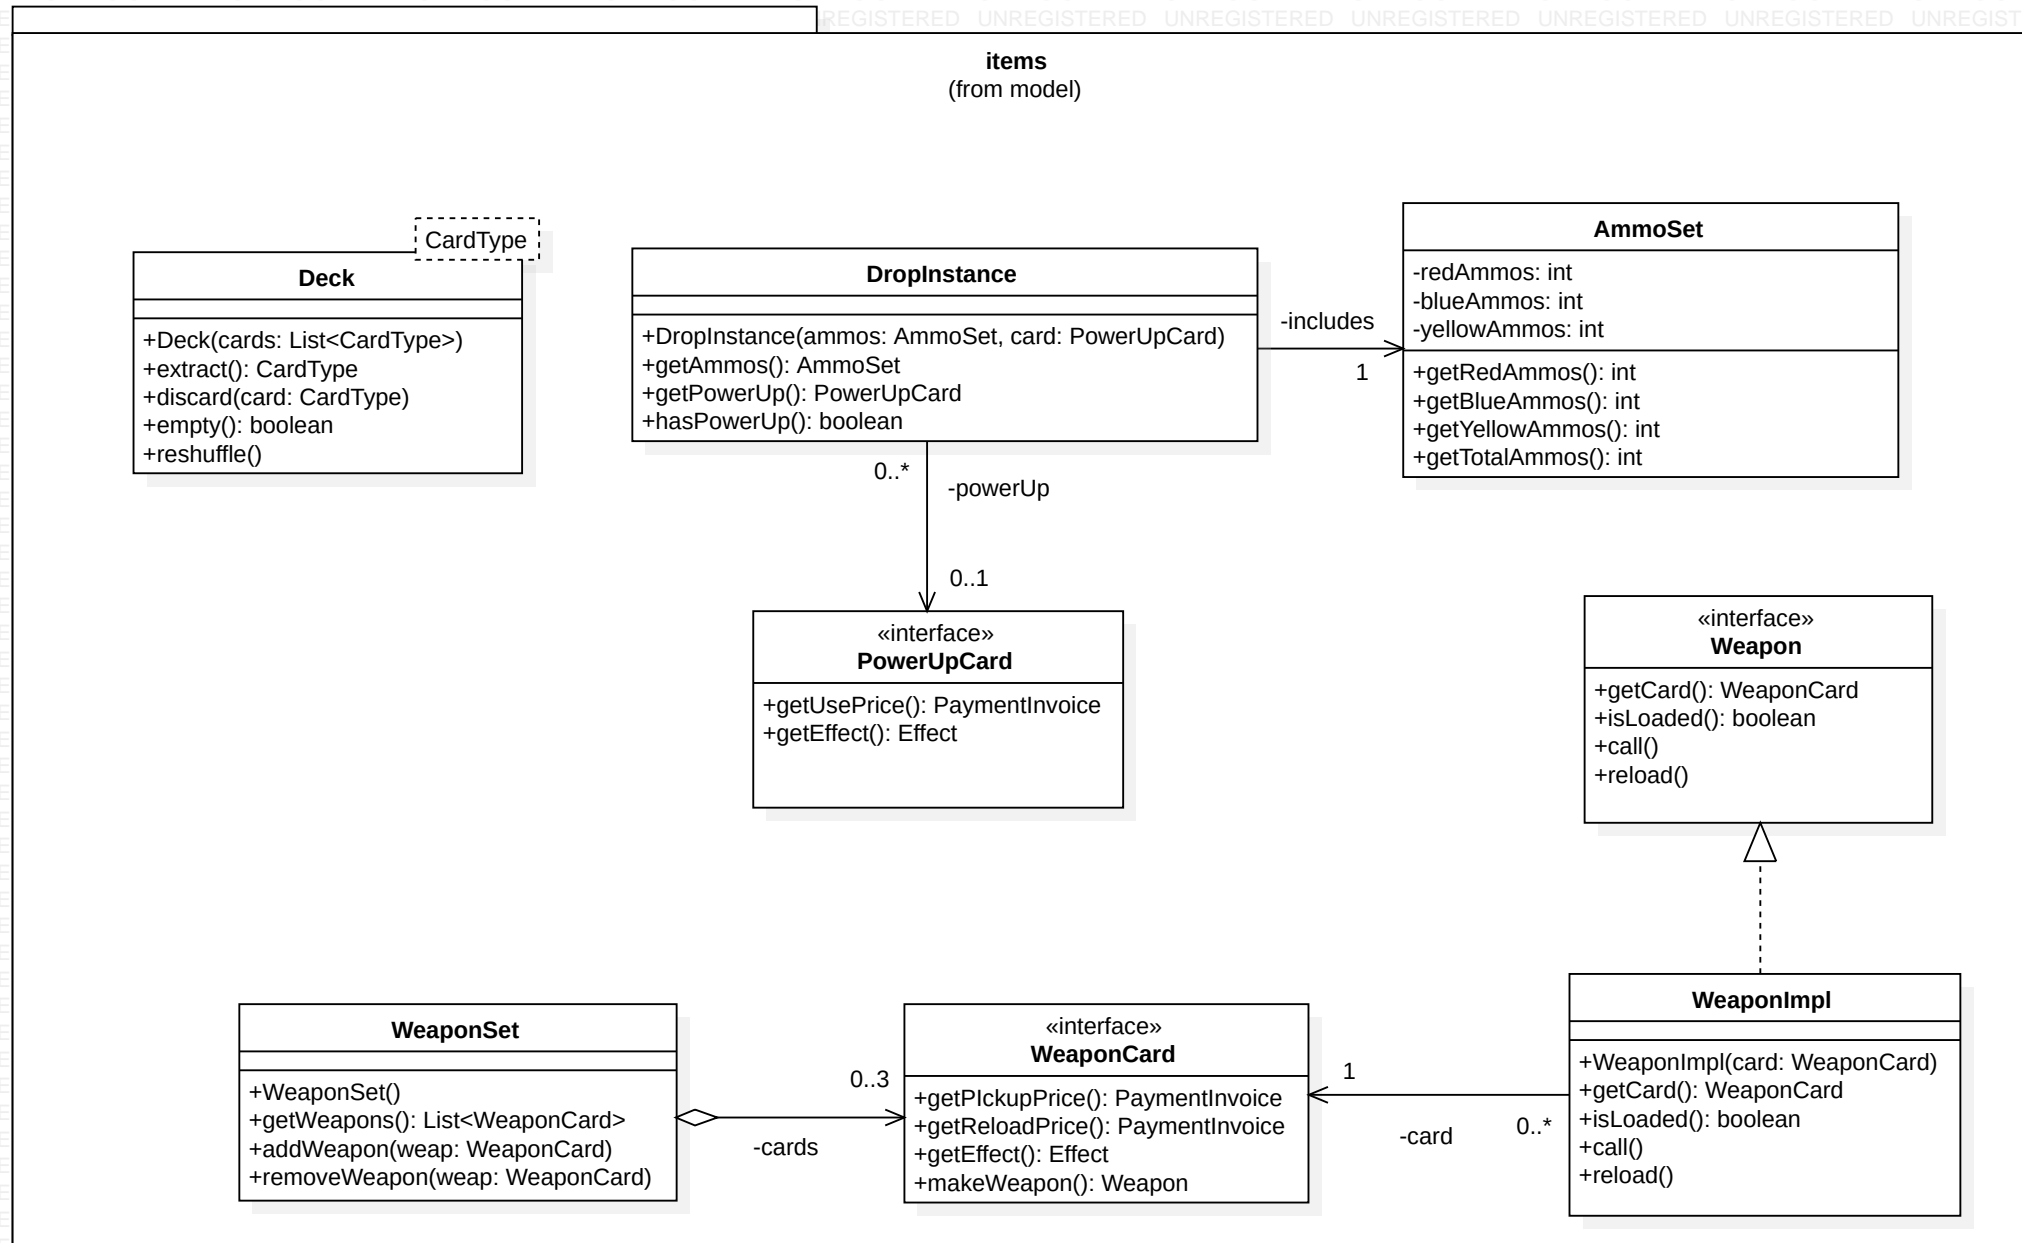 REGISTERED UNREGISTERED UNREGISTERED UNREGISTERED UNREGISTERED UNREGISTERED UNREGIST
items
(from model)
CardType
Deck
+Deck(cards: List<CardType>)
+extract(): CardType
+discard(card: CardType)
+empty(): boolean
+reshuffle()
DropInstance
+DropInstance(ammos: AmmoSet, card: PowerUpCard)
+getAmmos(): AmmoSet
+getPowerUp(): PowerUpCard
+hasPowerUp(): boolean
-includes
1
AmmoSet
-redAmmos: int
-blueAmmos: int
-yellowAmmos: int
+getRedAmmos(): int
+getBlueAmmos(): int
+getYellowAmmos(): int
+getTotalAmmos(): int
0..*
-powerUp
0..1
«interface»
PowerUpCard
+getUsePrice(): PaymentInvoice
+getEffect(): Effect
«interface»
Weapon
+getCard(): WeaponCard
+isLoaded(): boolean
+call()
+reload()
WeaponSet
+WeaponSet()
+getWeapons(): List<WeaponCard>
+addWeapon(weap: WeaponCard)
+removeWeapon(weap: WeaponCard)
0..3
-cards
«interface»
WeaponCard
+getPIckupPrice(): PaymentInvoice
+getReloadPrice(): PaymentInvoice
+getEffect(): Effect
+makeWeapon(): Weapon
1
-card
0..*
WeaponImpl
+WeaponImpl(card: WeaponCard)
+getCard(): WeaponCard
+isLoaded(): boolean
+call()
+reload()